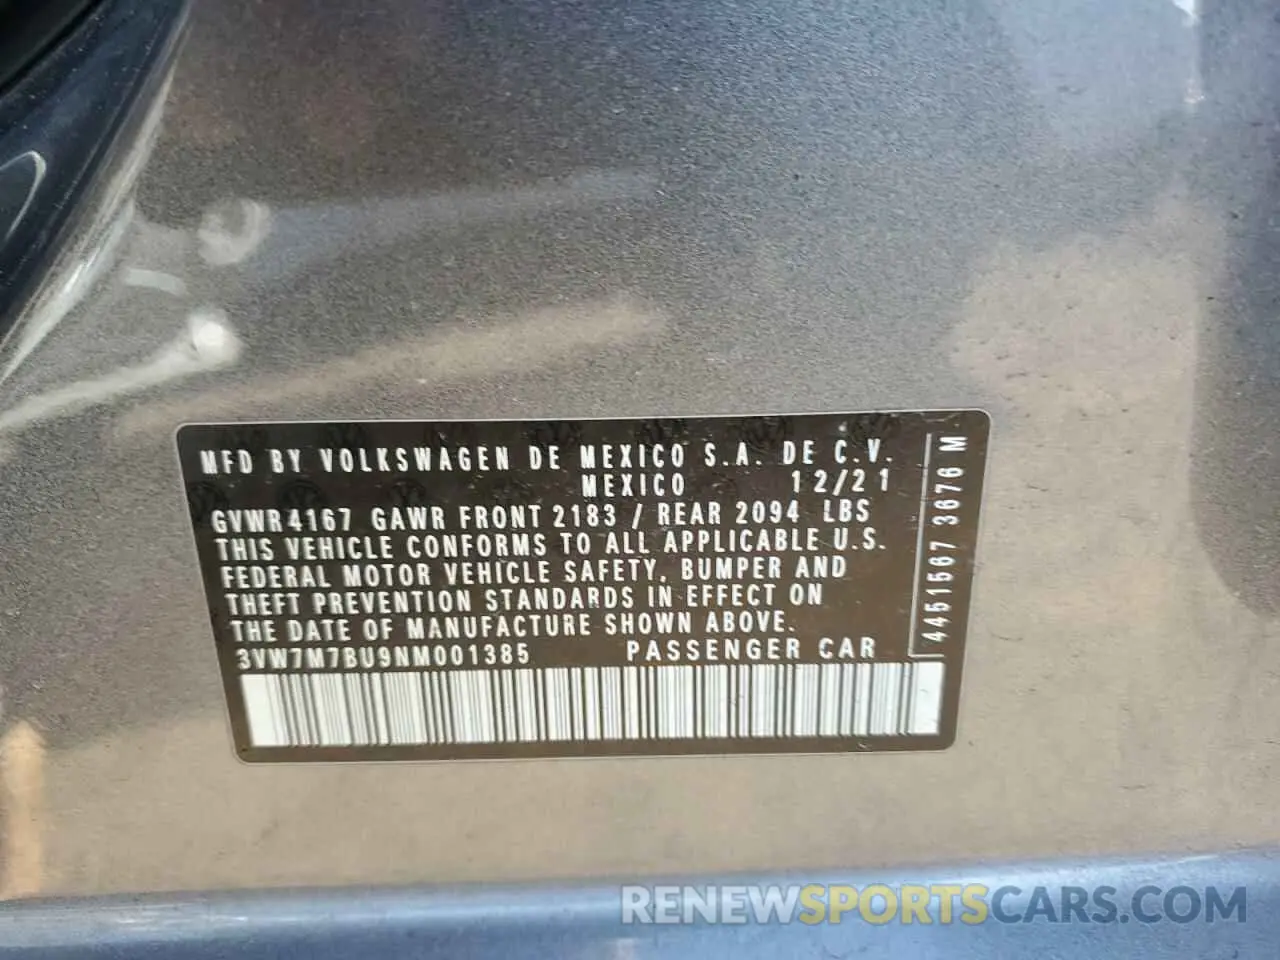 MFD BY VOLKSWAGEN DE MEXICO S.A. DE C.V.
MEXICO 12/21
GVWR 4167 GAWR FRONT 2183 / REAR 2094 LBS
THIS VEHICLE CONFORMS TO ALL APPLICABLE U.S.
FEDERAL MOTOR VEHICLE SAFETY, BUMPER AND
THEFT PREVENTION STANDARDS IN EFFECT ON
THE DATE OF MANUFACTURE SHOWN ABOVE.
3VW7M7BU9NM001385 PASSENGER CAR
4451567 3676 M
RENEWSPORTSCARS.COM